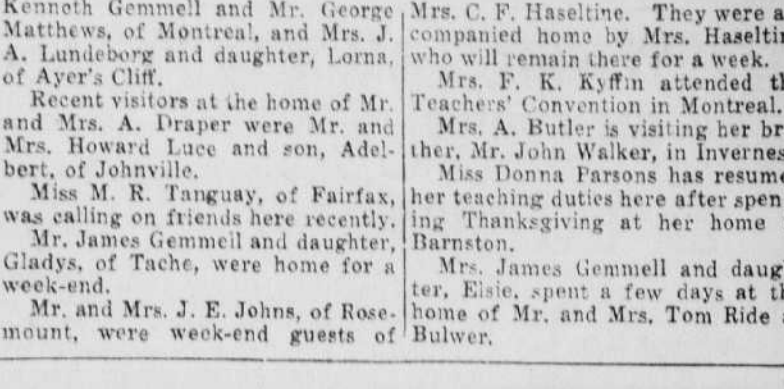 Kenneth Gemmell and Mr. George
Matthews, of Montreal, and Mrs. J.
A. Lundeborg and daughter, Lorna,
of Ayer's Cliff.
Recent visitors at the home of Mr.
and Mrs. A. Draper were Mr. and
Mrs. Howard Luce and son, Adel-
bert, of Johnville.
Miss M. R. Tanguay, of Fairfax,
was calling on friends here recently.
Mr. James Gemmell and daughter,
Gladys, of Tache, were home for a
week-end.
Mr. and Mrs. J. E. Johns, of Rose-
mount, were week-end guests of
Mrs. C. F. Haseltine. They were a
companied home by Mrs. Haseltin
who will remain there for a week.
Mrs. F. K. Kyffin attended t
Teachers' Convention in Montreal.
Mrs. A. Butler is visiting her br
ther, Mr. John Walker, in Invernes
Miss Donna Parsons has resume
her teaching duties here after spen
ing Thanksgiving at her home
Barnston.
Mrs. James Gemmell and daug
ter, Elsie, spent a few days at t
home of Mr. and Mrs. Tom Ride
Bulwer.